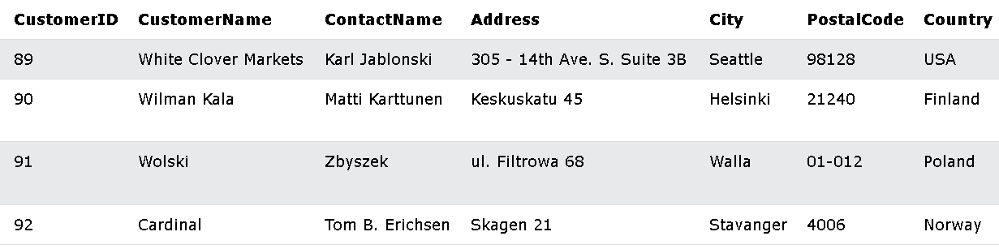 CustomerID CustomerName ContactName Address City PostalCode Country
89 White Clover Markets Karl Jablonski 305 - 14th Ave. S. Suite 3B Seattle 98128 USA
90 Wilman Kala Matti Karttunen Keskuskatu 45 Helsinki 21240 Finland
91 Wolski Zbyszek ul. Filtrowa 68 Walla 01-012 Poland
92 Cardinal Tom B. Erichsen Skagen 21 Stavanger 4006 Norway